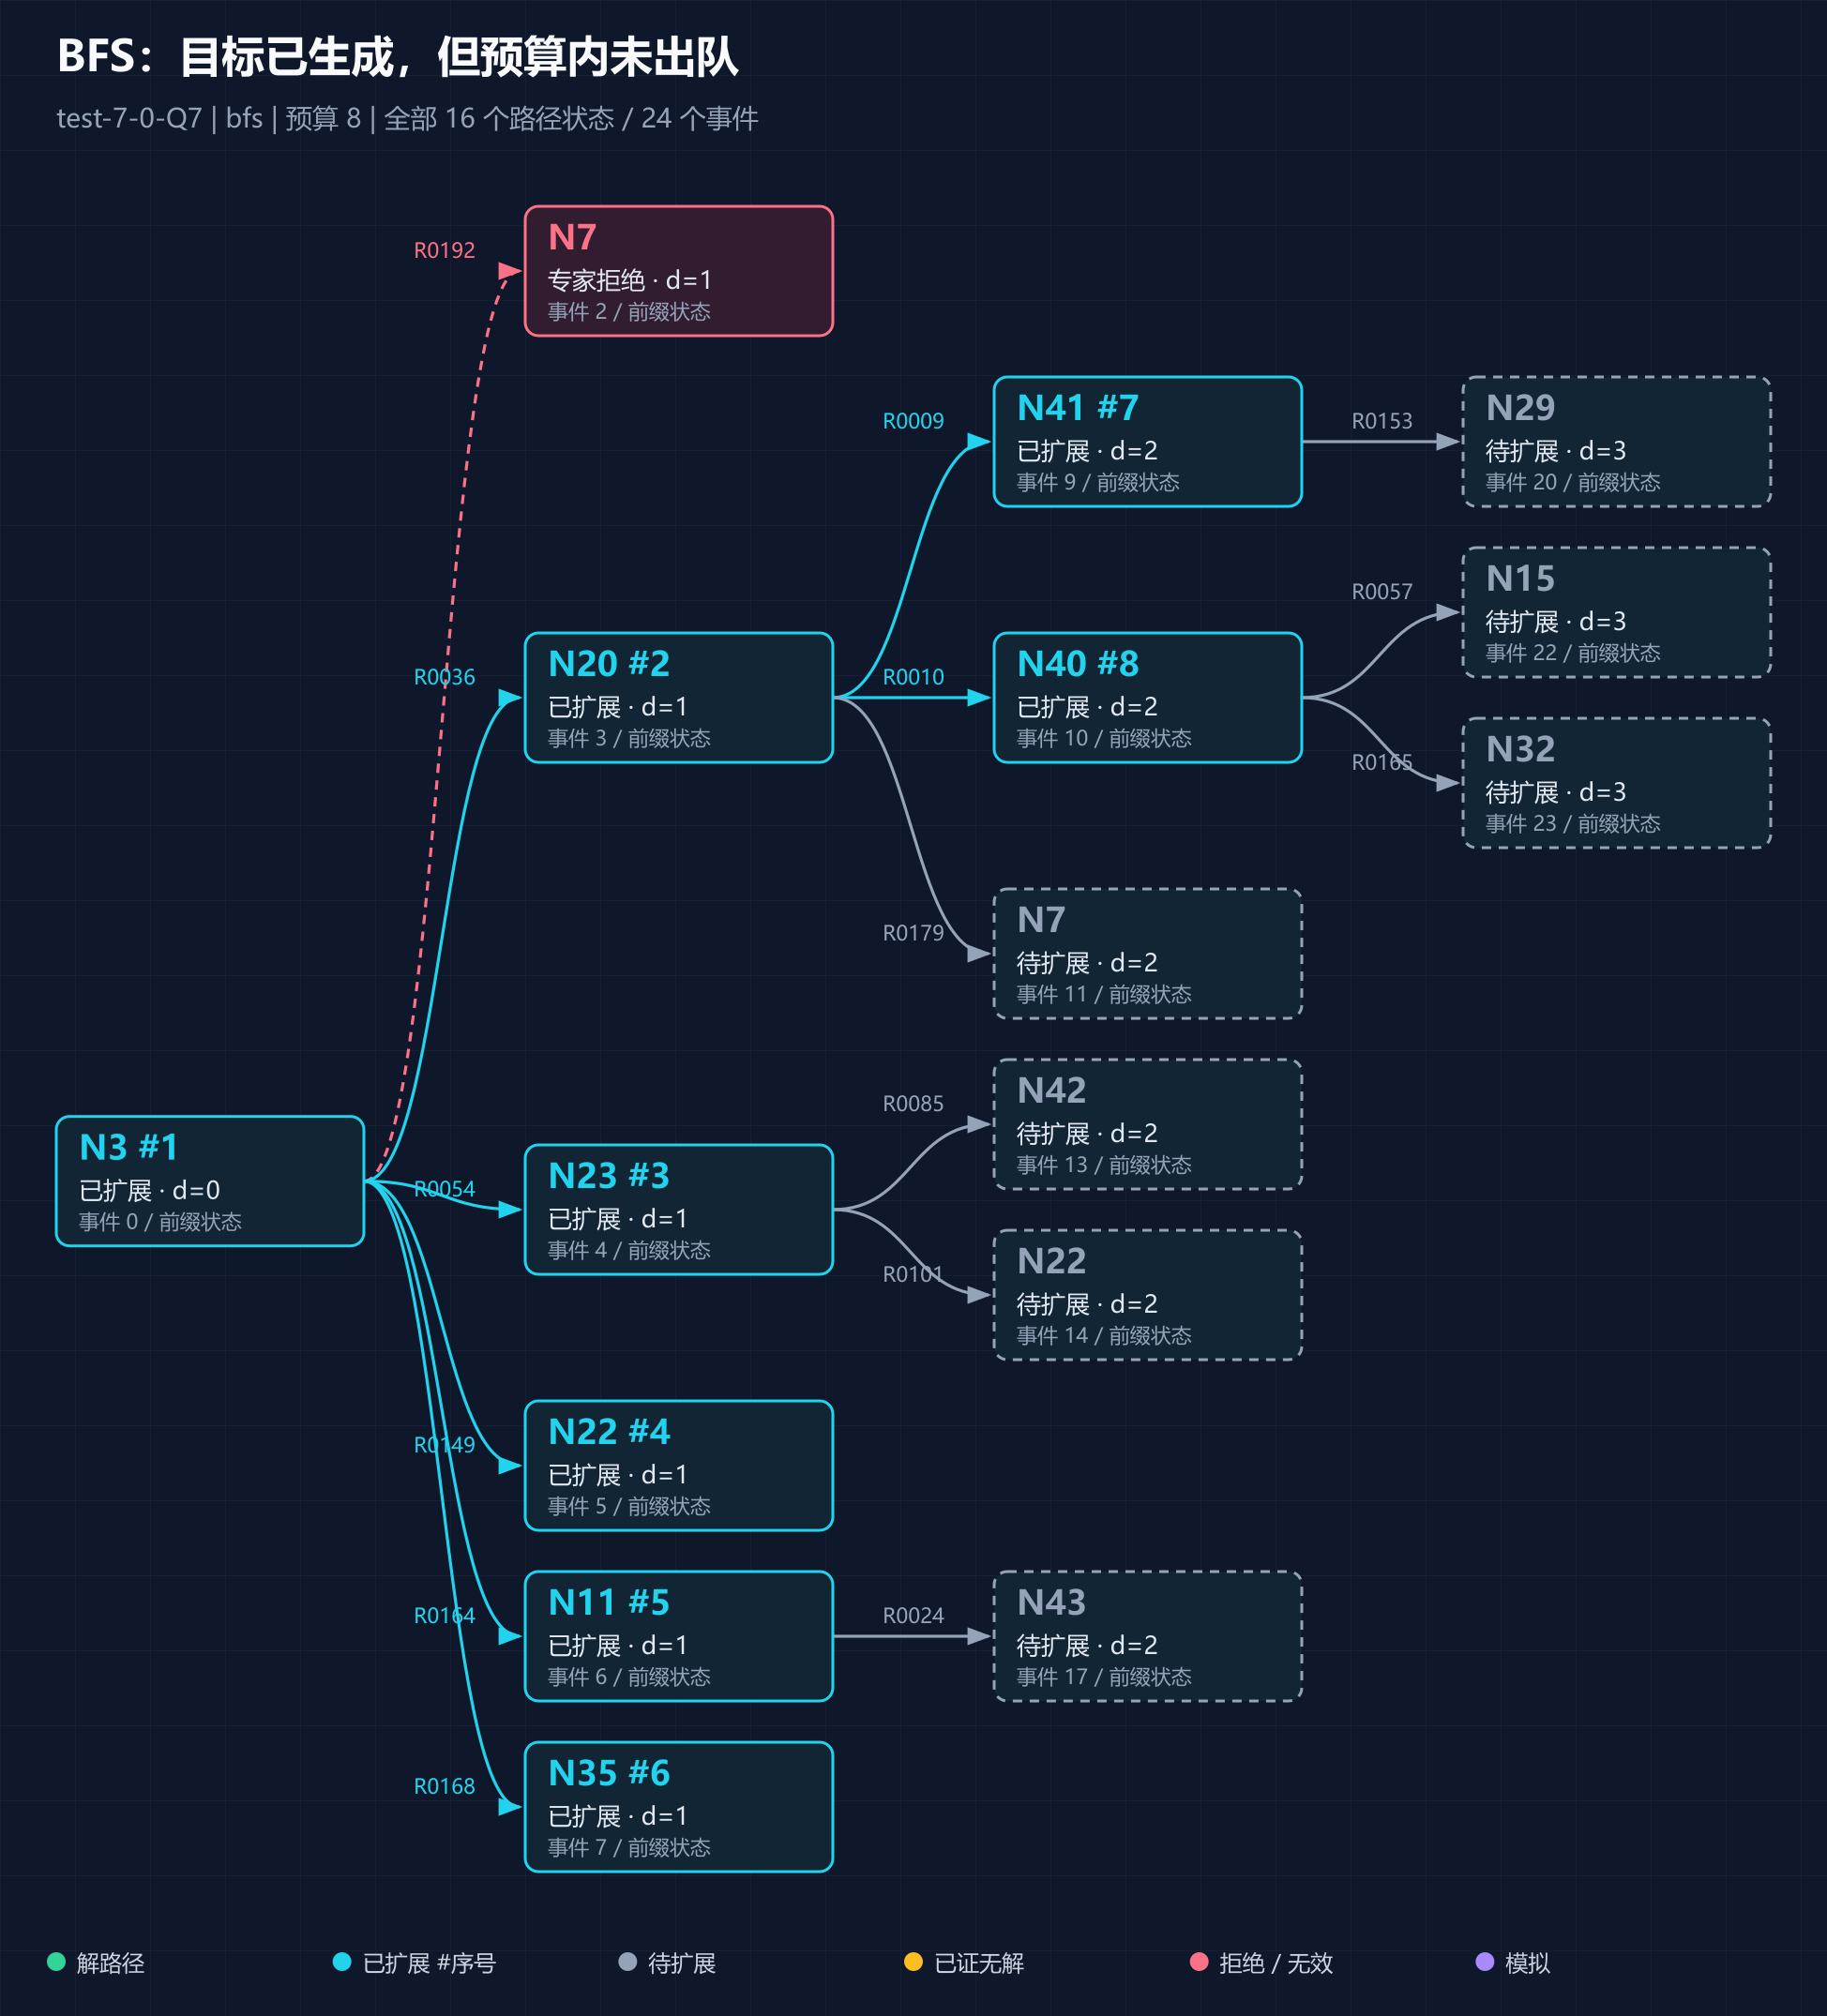 BFS：目标已生成，但预算内未出队
test-7-0-Q7 | bfs | 预算 8 | 全部 16 个路径状态 / 24 个事件
R0192
N7
专家拒绝 · d=1
事件 2 / 前缀状态
R0009
N41 #7
已扩展 · d=2
事件 9 / 前缀状态
R0153
N29
待扩展 · d=3
事件 20 / 前缀状态
R0057
N15
待扩展 · d=3
事件 22 / 前缀状态
R0036
N20 #2
已扩展 · d=1
事件 3 / 前缀状态
R0010
N40 #8
已扩展 · d=2
事件 10 / 前缀状态
R0165
N32
待扩展 · d=3
事件 23 / 前缀状态
R0179
N7
待扩展 · d=2
事件 11 / 前缀状态
R0085
N42
待扩展 · d=2
事件 13 / 前缀状态
N3 #1
已扩展 · d=0
事件 0 / 前缀状态
R0054
N23 #3
已扩展 · d=1
事件 4 / 前缀状态
R0101
N22
待扩展 · d=2
事件 14 / 前缀状态
R0149
N22 #4
已扩展 · d=1
事件 5 / 前缀状态
R0164
N11 #5
已扩展 · d=1
事件 6 / 前缀状态
R0024
N43
待扩展 · d=2
事件 17 / 前缀状态
R0168
N35 #6
已扩展 · d=1
事件 7 / 前缀状态
解路径
已扩展 #序号
待扩展
已证无解
拒绝 / 无效
模拟